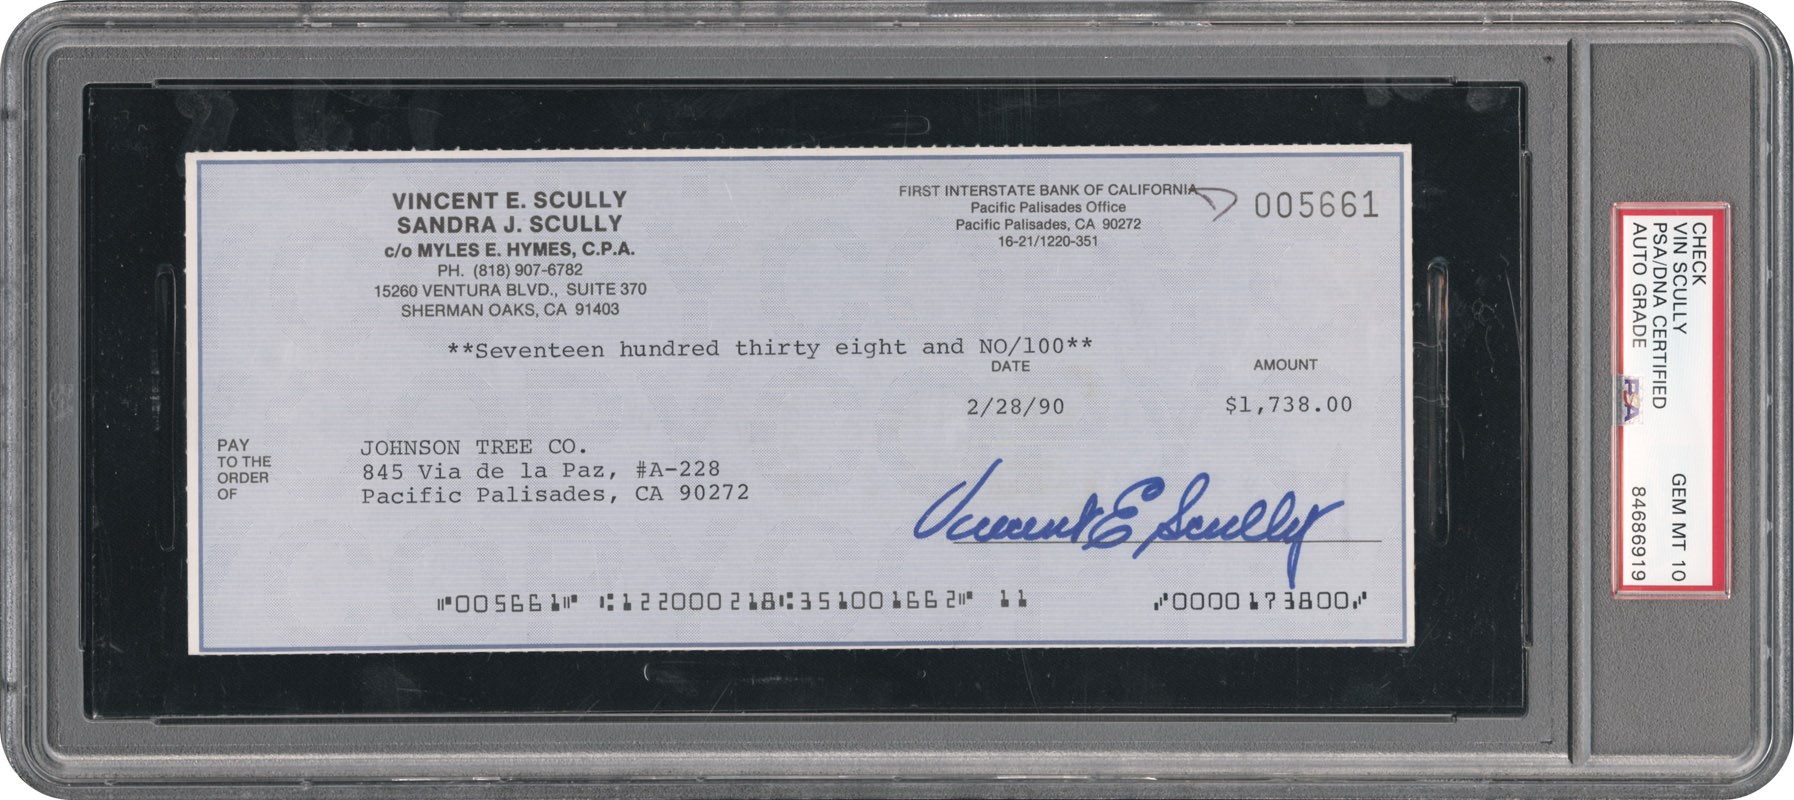 VINCENT E. SCULLY
SANDRA J. SCULLY
c/o MYLES E. HYMES, C.P.A.
PH. (818) 907-6782
15260 VENTURA BLVD., SUITE 370
SHERMAN OAKS, CA 91403
FIRST INTERSTATE BANK OF CALIFORNIA
Pacific Palisades Office
Pacific Palisades, CA 90272
16-21/1220-351
005661
**Seventeen hundred thirty eight and NO/100**
DATE
AMOUNT
2/28/90
$1,738.00
PAY
TO THE
ORDER
OF
JOHNSON TREE CO.
845 Via de la Paz, #A-228
Pacific Palisades, CA 90272
Vincent E Scully
⑈005661⑈ ⑆122000218⑆351001662⑈ 11 ⑇0000173800⑇
CHECK
VIN SCULLY
PSA/DNA CERTIFIED
AUTO GRADE
GEM MT 10
84686919
PSA